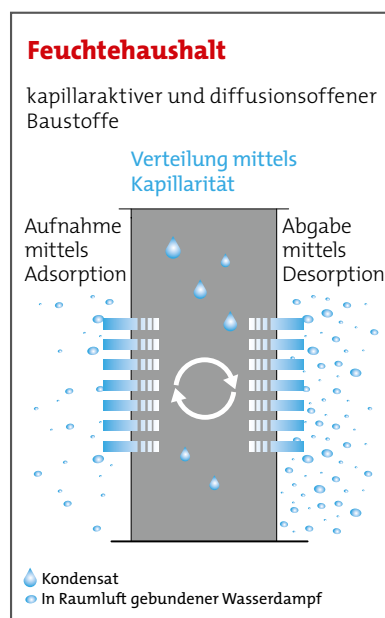 Feuchtehaushalt
kapillaraktiver und diffusionsoffener
Baustoffe
Verteilung mittels
Kapillarität
Aufnahme
mittels
Adsorption
Abgabe
mittels
Desorption
Kondensat
In Raumluft gebundener Wasserdampf